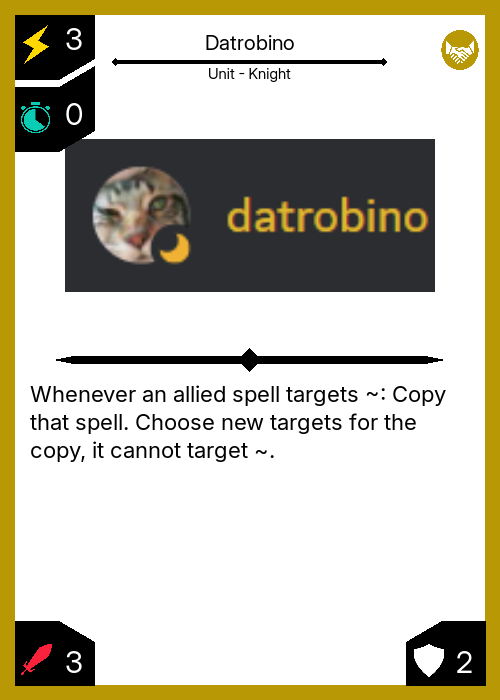 3
Datrobino
Unit - Knight
0
datrobino
Whenever an allied spell targets ~: Copy
that spell. Choose new targets for the
copy, it cannot target ~.
3
2